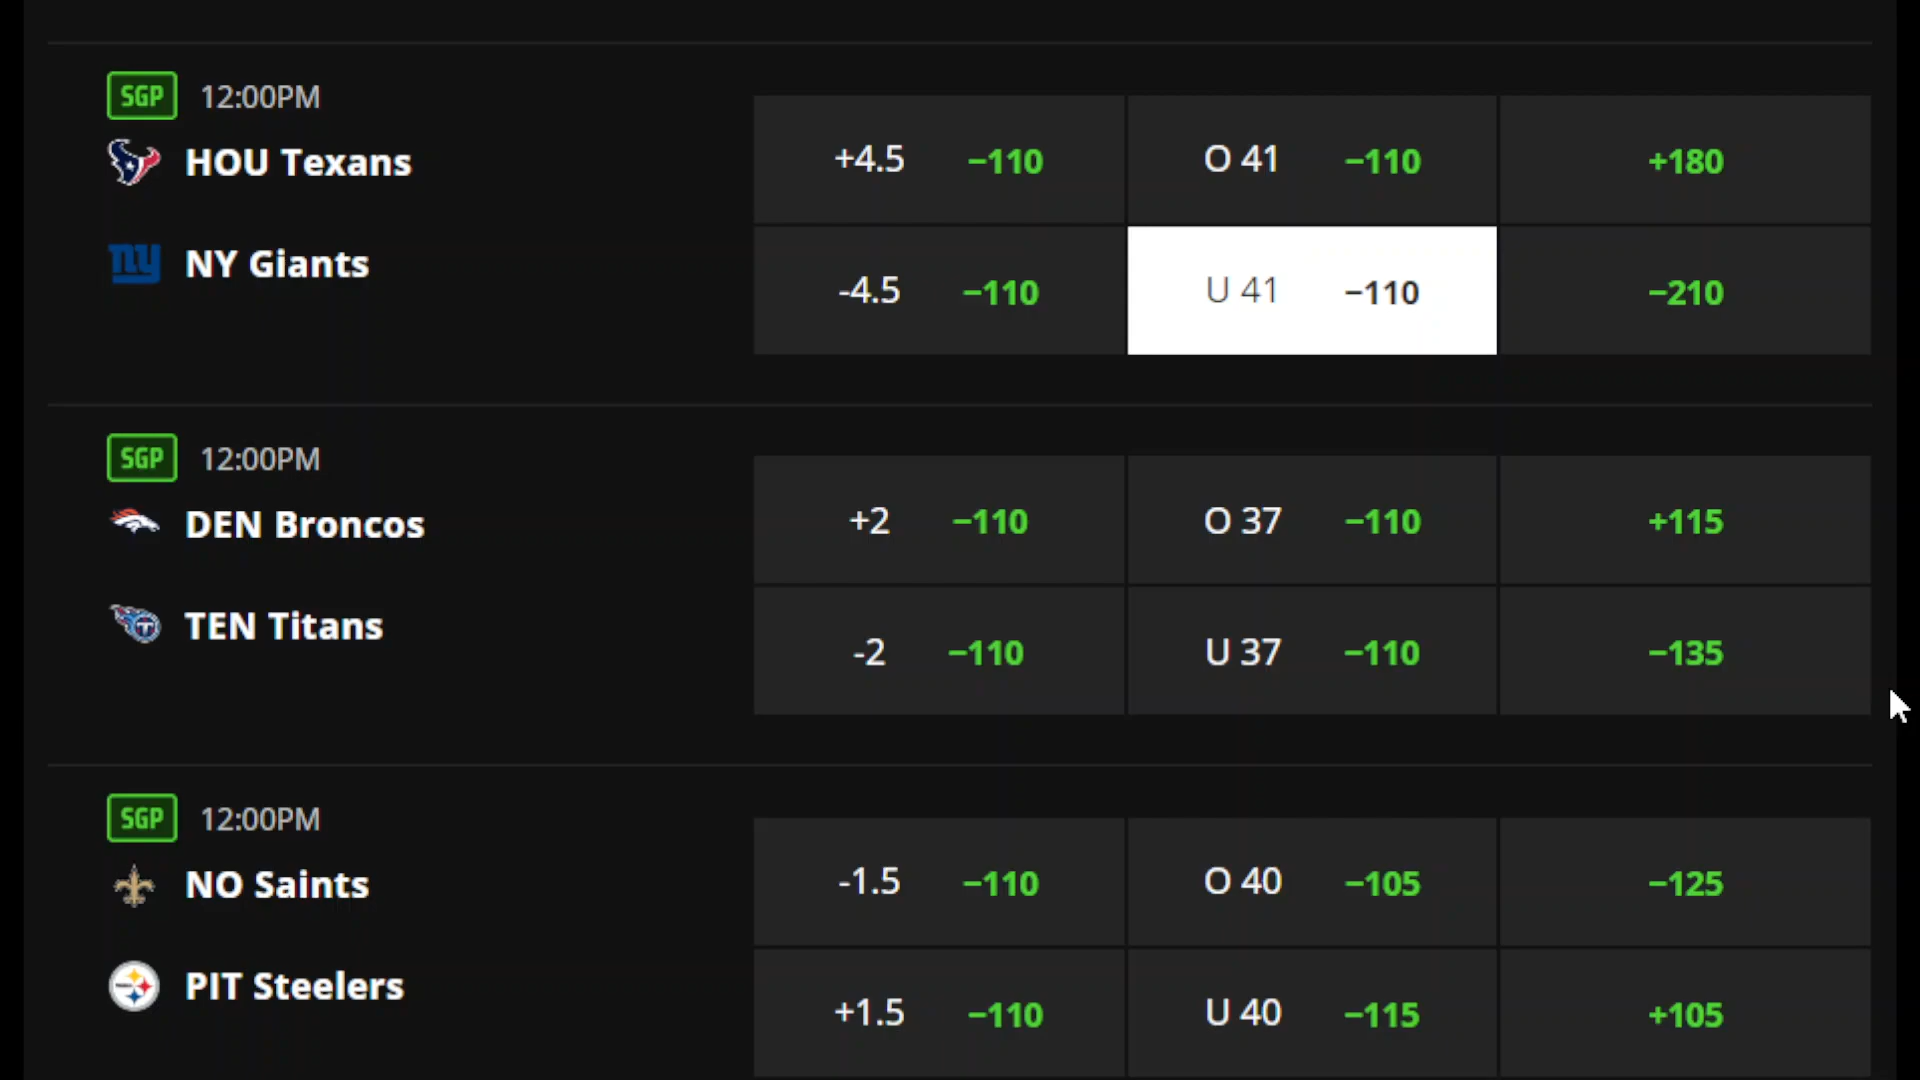 SGP 12:00PM
HOU Texans +4.5 −110 O 41 −110 +180
NY Giants -4.5 −110 U 41 −110 −210
SGP 12:00PM
DEN Broncos +2 −110 O 37 −110 +115
TEN Titans -2 −110 U 37 −110 −135
SGP 12:00PM
NO Saints -1.5 −110 O 40 −105 −125
PIT Steelers +1.5 −110 U 40 −115 +105